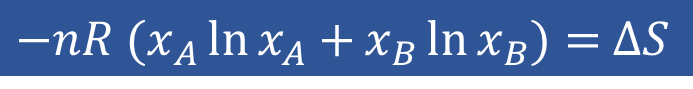 −nR (x_A ln x_A + x_B ln x_B) = ΔS